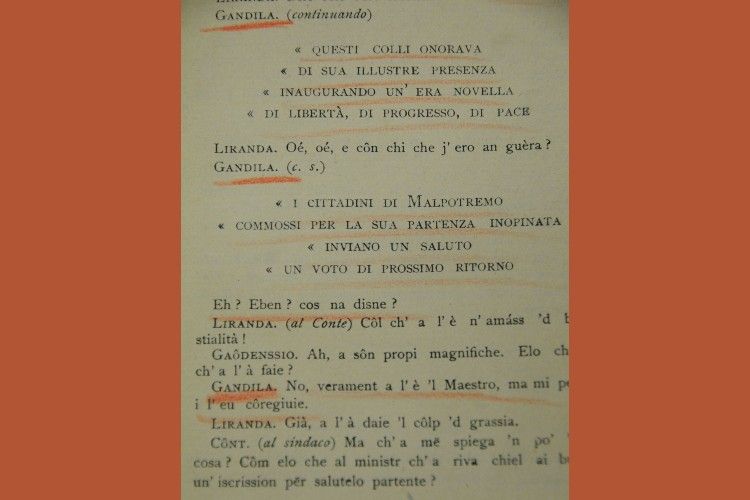 GANDILA. (continuando)
« QUESTI COLLI ONORAVA
« DI SUA ILLUSTRE PRESENZA
« INAUGURANDO UN' ERA NOVELLA
« DI LIBERTÀ, DI PROGRESSO, DI PACE
LIRANDA. Oé, oé, e côn chi che j' ero an guèra ?
GANDILA. (c. s.)
« I CITTADINI DI MALPOTREMO
« COMMOSSI PER LA SUA PARTENZA INOPINATA
« INVIANO UN SALUTO
« UN VOTO DI PROSSIMO RITORNO
Eh ? Eben ? cos na disne ?
LIRANDA. (al Conte) Côl ch' a l' è n' amáss 'd b
stialità !
GAÔDENSSIO. Ah, a sôn propi magnifiche. Elo ch
ch' a l' à faie ?
GANDILA. No, verament a l' è 'l Maestro, ma mi p
i l' eu côregiuie.
LIRANDA. Già, a l' à daie 'l côlp 'd grassia.
CÔNT. (al sindaco) Ma ch' a më spiega 'n po'
cosa ? Côm elo che al ministr ch' a riva chiel ai b
un' iscrission për salutelo partente ?